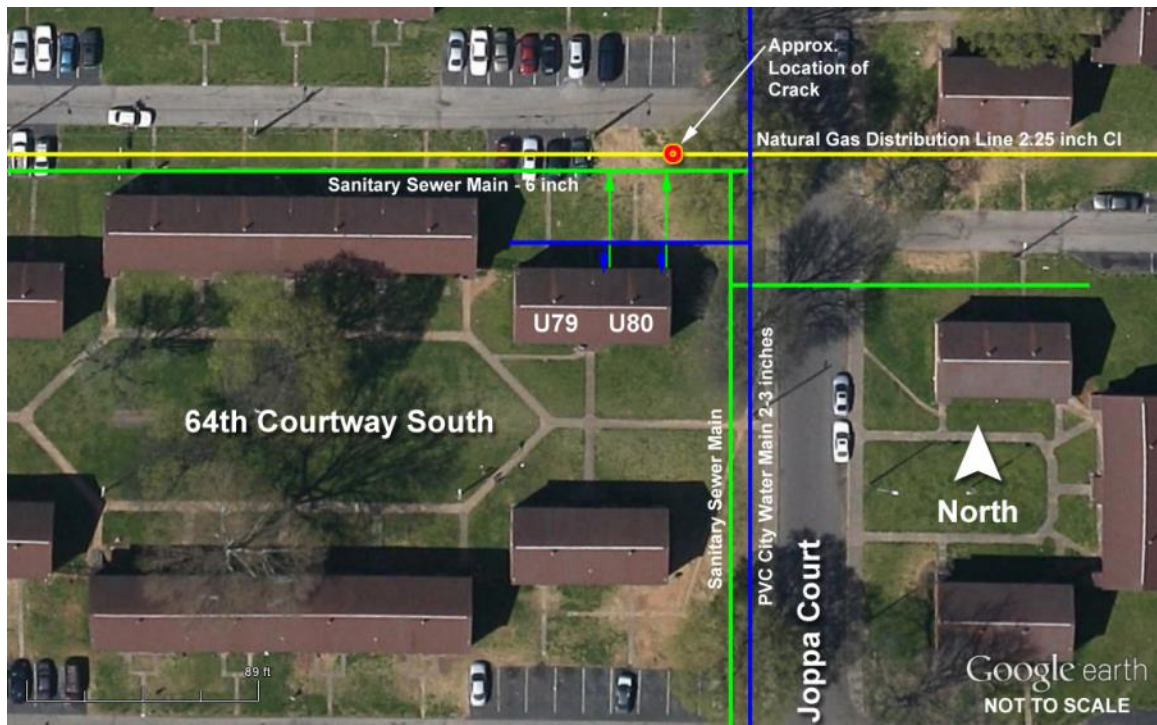 Approx.
Location of
Crack
Natural Gas Distribution Line 2.25 inch CI
Sanitary Sewer Main - 6 inch
U79 U80
64th Courtway South
Sanitary Sewer Main
PVC City Water Main 2-3 inches
North
Joppa Court
89 ft
Google earth
NOT TO SCALE